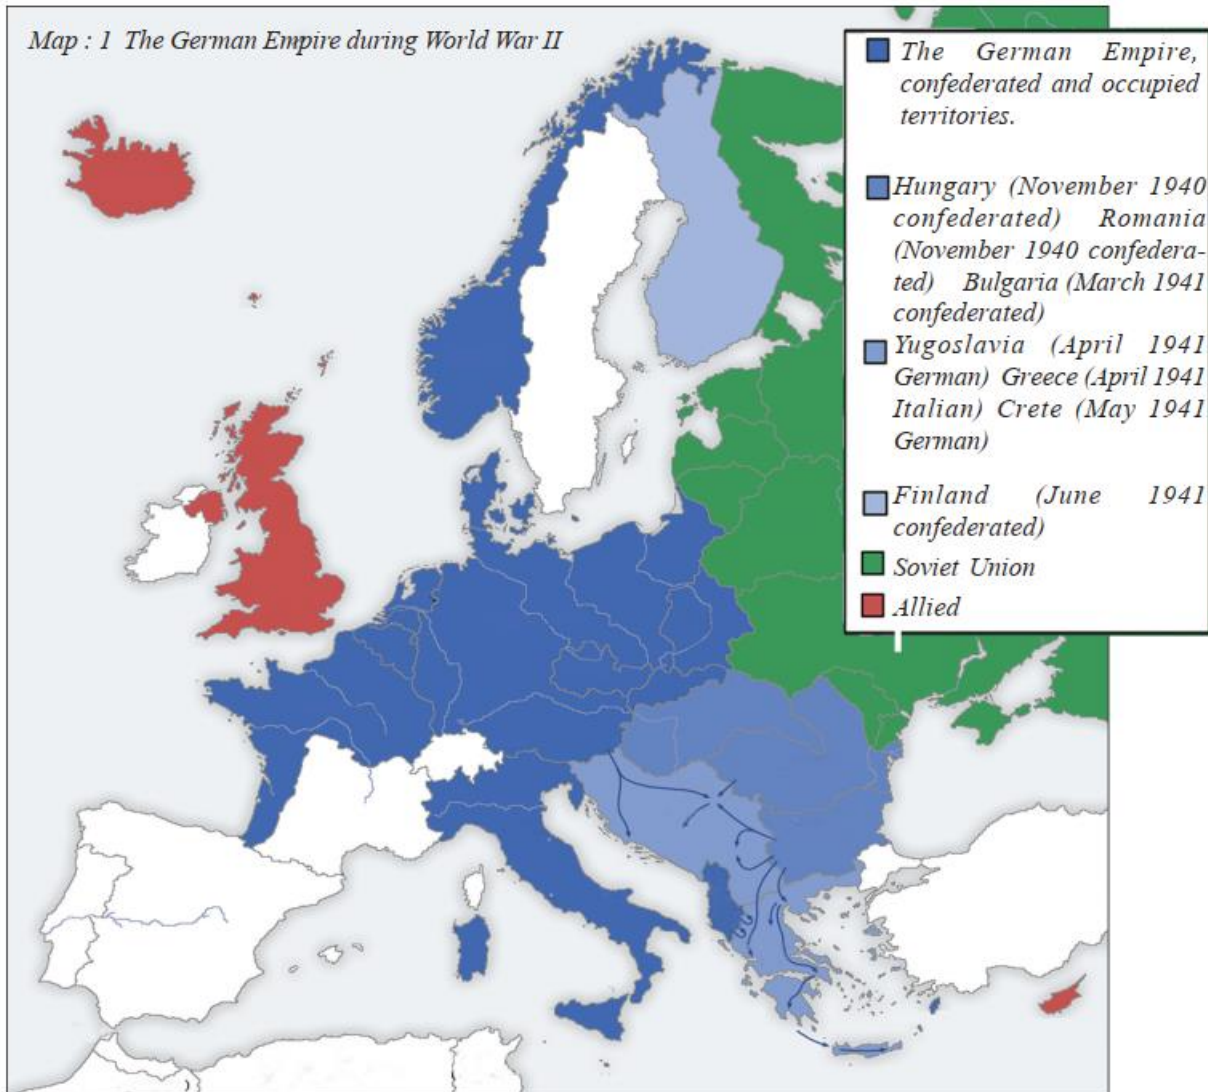 Map : 1 The German Empire during World War II
The German Empire,
confederated and occupied
territories.
Hungary (November 1940
confederated) Romania
(November 1940 confedera-
ted) Bulgaria (March 1941
confederated)
Yugoslavia (April 1941
German) Greece (April 1941
Italian) Crete (May 1941
German)
Finland (June 1941
confederated)
Soviet Union
Allied